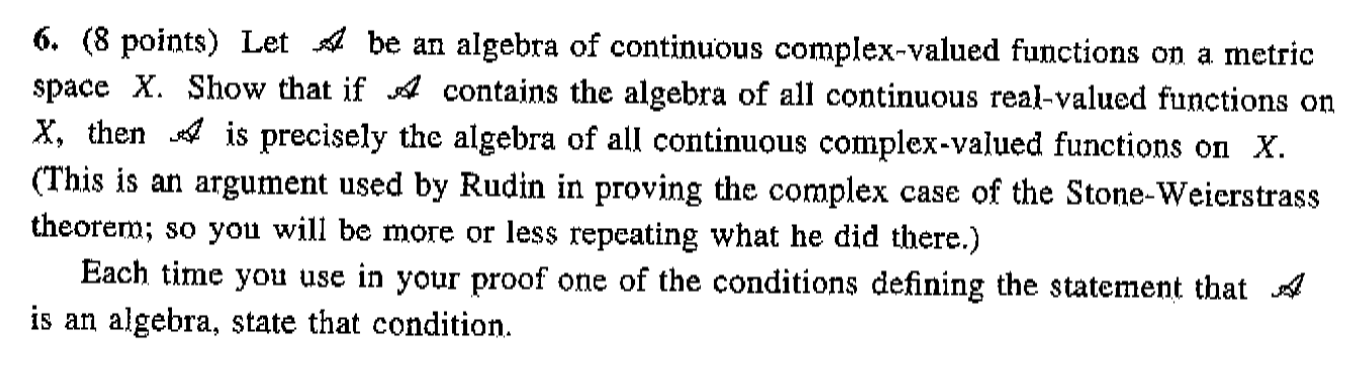 6. (8 points) Let 𝒜 be an algebra of continuous complex-valued functions on a metric
space X. Show that if 𝒜 contains the algebra of all continuous real-valued functions on
X, then 𝒜 is precisely the algebra of all continuous complex-valued functions on X.
(This is an argument used by Rudin in proving the complex case of the Stone-Weierstrass
theorem; so you will be more or less repeating what he did there.)
Each time you use in your proof one of the conditions defining the statement that 𝒜
is an algebra, state that condition.